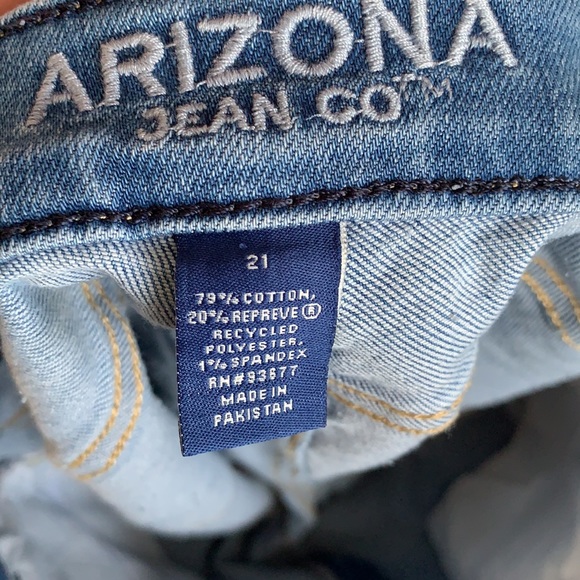 ARIZONA
JEAN CO™
21
79% COTTON,
20% REPREVE®
RECYCLED
POLYESTER,
1% SPANDEX
RN#93677
MADE IN
PAKISTAN